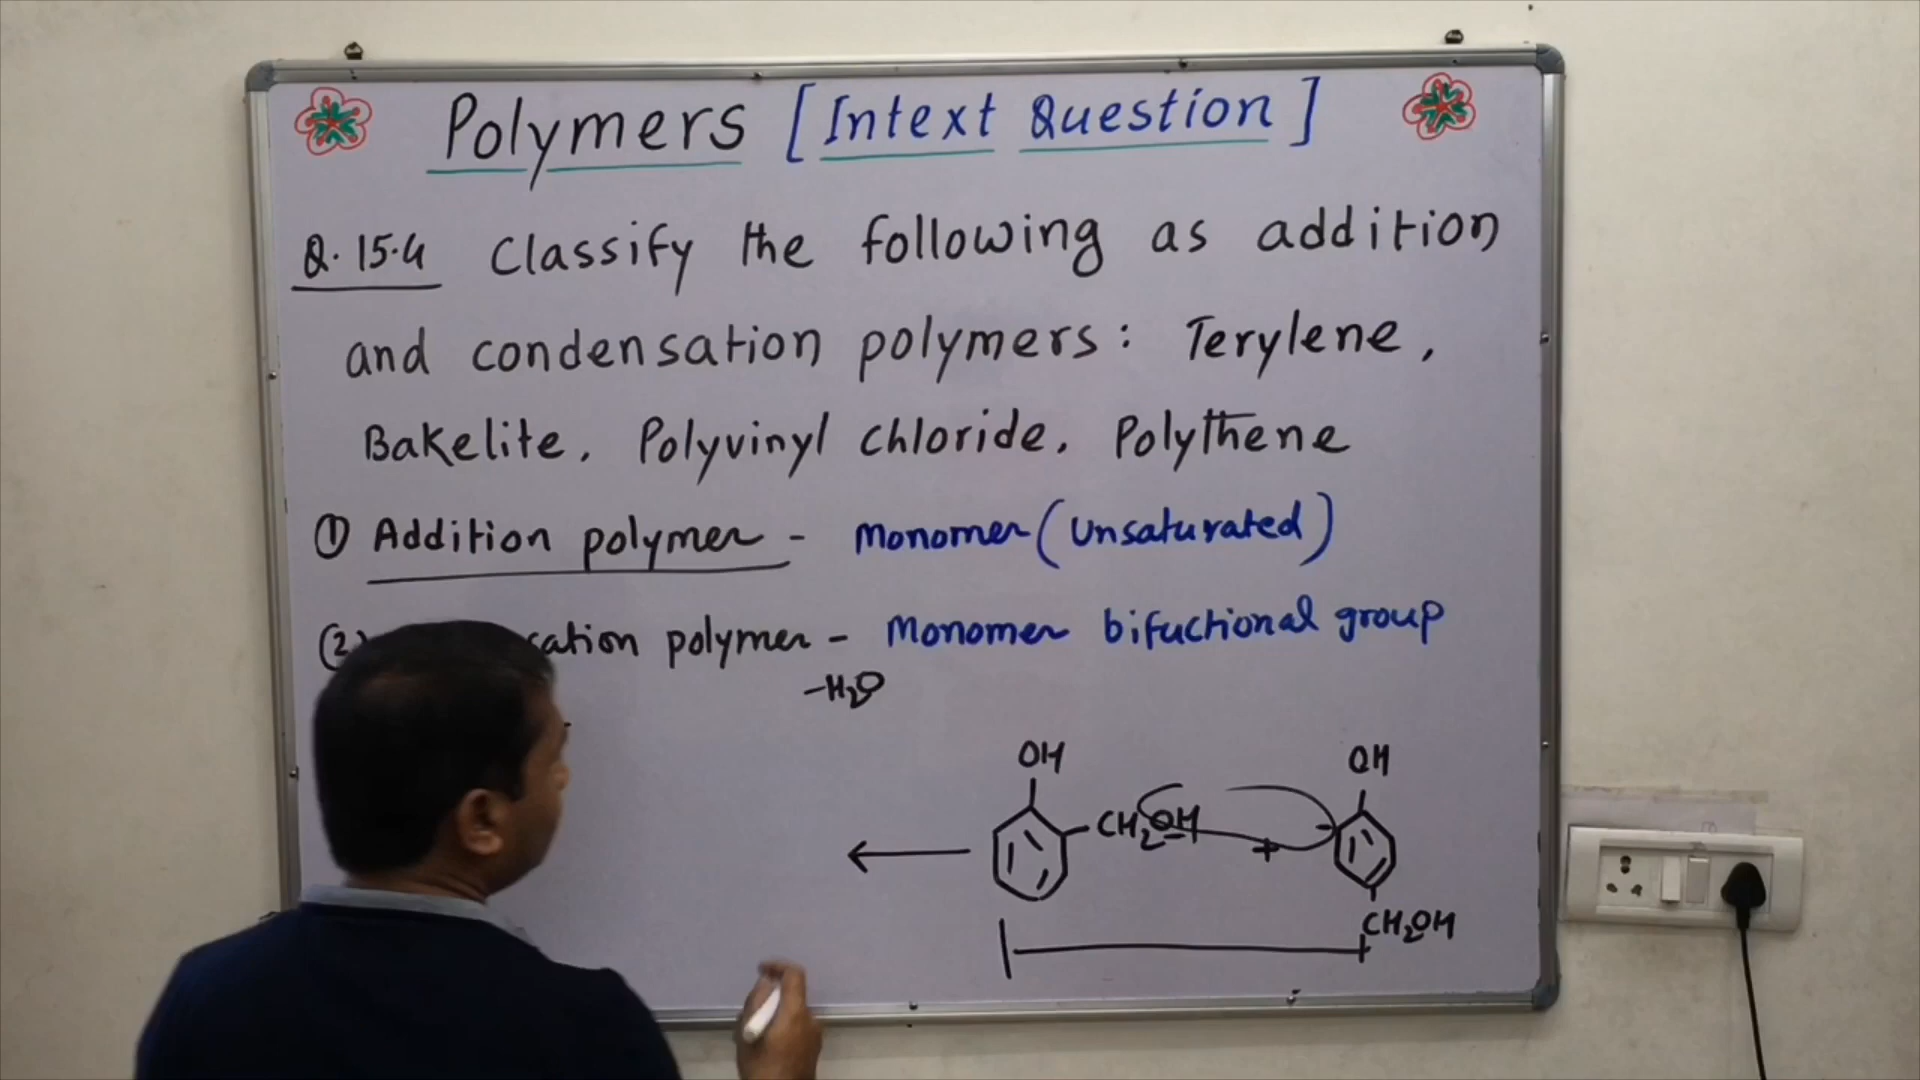 Polymers [Intext Question]
Q. 15.4 Classify the following as addition
and condensation polymers: Terylene,
Bakelite, Polyvinyl chloride, Polythene
① Addition polymer - Monomer (Unsaturated)
(2) polymer - Monomer bifuctional group
-H₂O
OH OH
CH₂OH +
CH₂OH